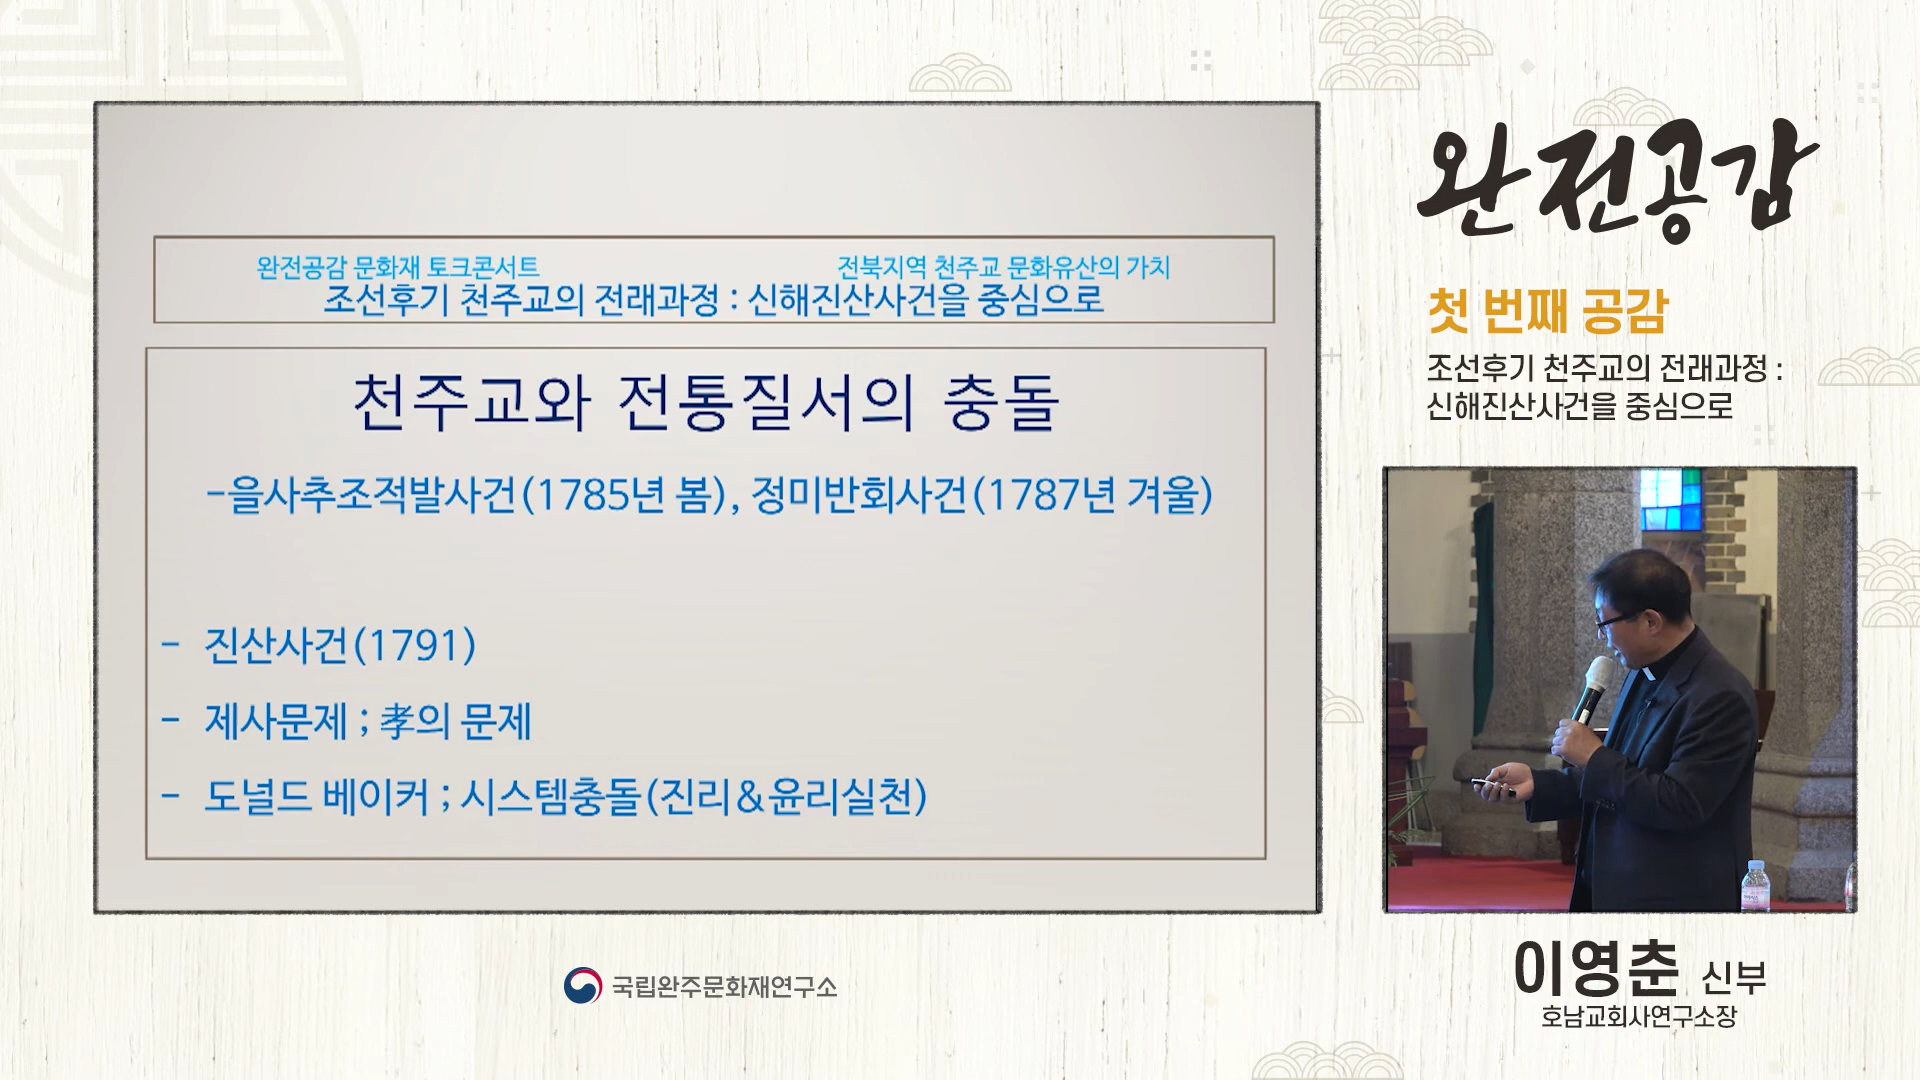 완전공감 문화재 토크콘서트 전북지역 천주교 문화유산의 가치
조선후기 천주교의 전래과정 : 신해진산사건을 중심으로
천주교와 전통질서의 충돌
-을사추조적발사건(1785년 봄), 정미반회사건(1787년 겨울)
- 진산사건(1791)
- 제사문제 ; 孝의 문제
- 도널드 베이커 ; 시스템충돌(진리&윤리실천)
완전공감
첫 번째 공감
조선후기 천주교의 전래과정 :
신해진산사건을 중심으로
이영춘 신부
호남교회사연구소장
국립완주문화재연구소